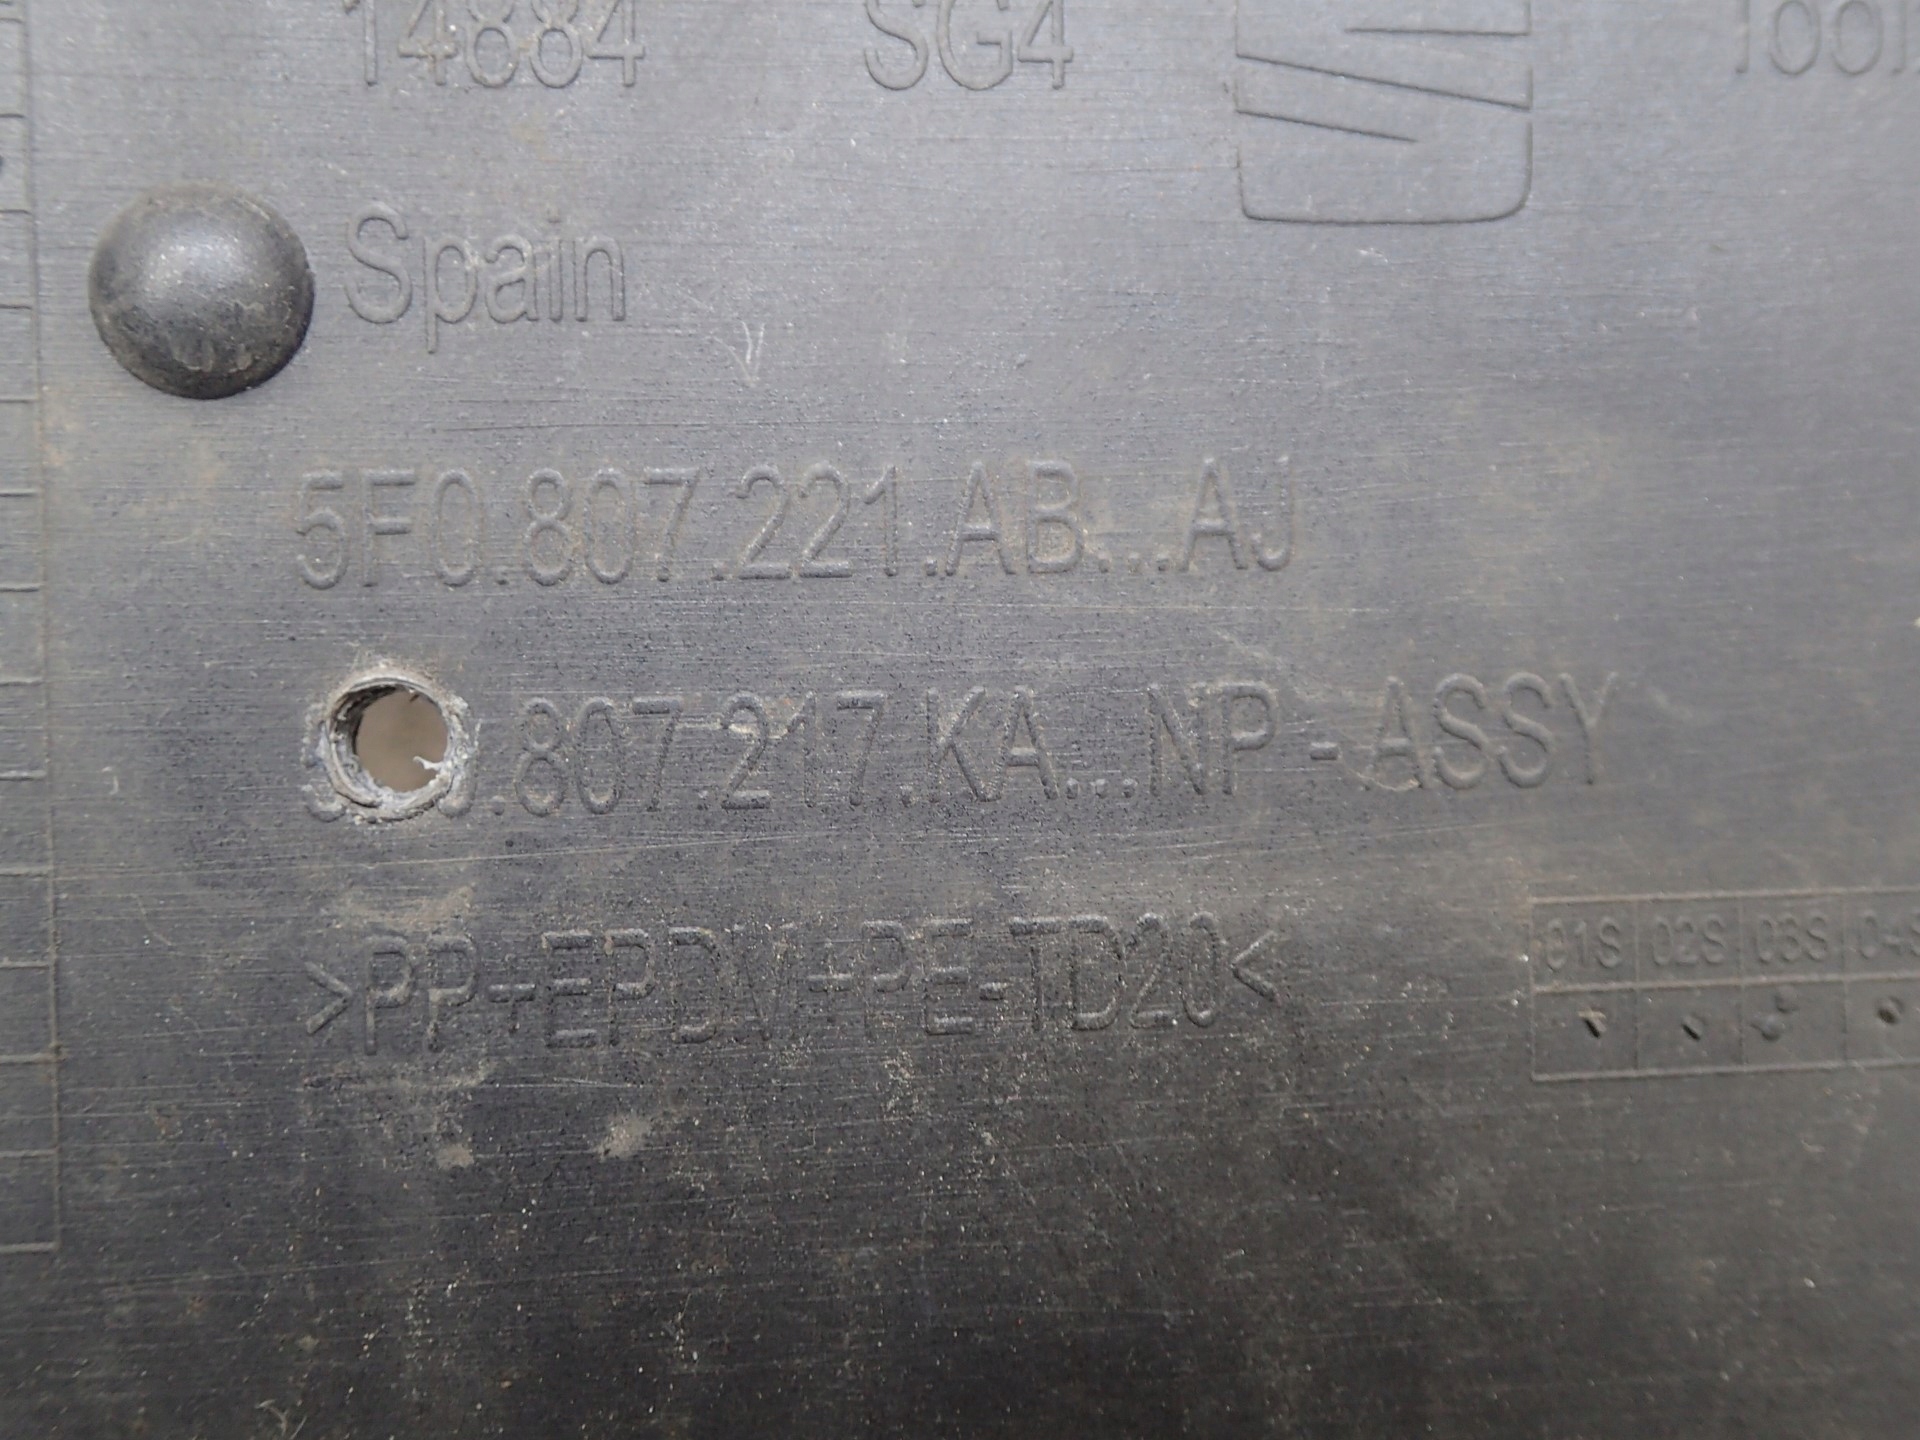 14884 SG4
Spain
5F0.807.221.AB...AJ
.807.217.KA...NP - ASSY
>PP+EPDM+PE-TD20<
01S 02S 03S 04S